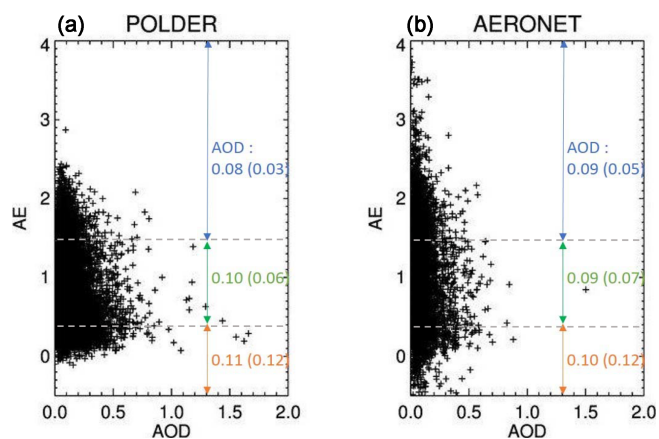 (a) POLDER
4
3
2
1
0
AE
AOD :
0.08 (0.03)
0.10 (0.06)
0.11 (0.12)
0.0 0.5 1.0 1.5 2.0
AOD
(b) AERONET
4
3
2
1
0
AE
AOD :
0.09 (0.05)
0.09 (0.07)
0.10 (0.12)
0.0 0.5 1.0 1.5 2.0
AOD